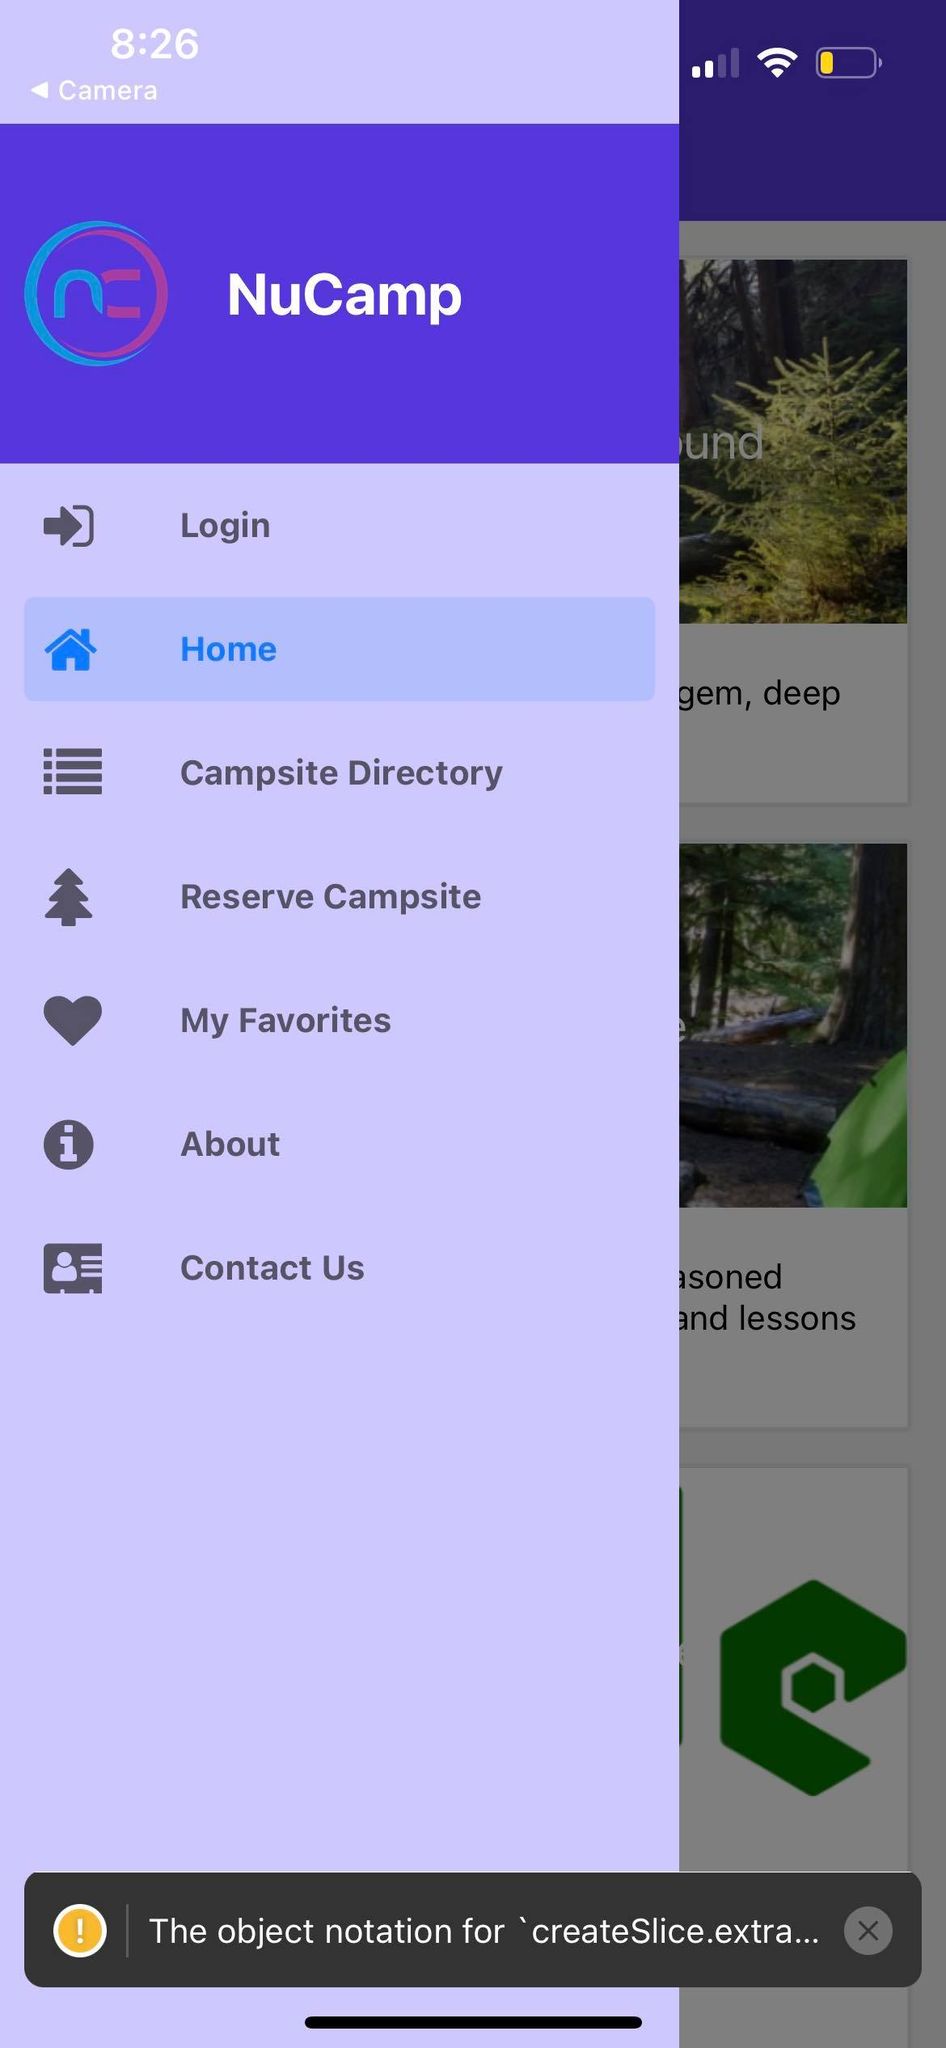 8:26
◀ Camera
NuCamp
Login
Home
Campsite Directory
Reserve Campsite
My Favorites
About
Contact Us
ound
gem, deep
e
asoned
and lessons
The object notation for `createSlice.extra...